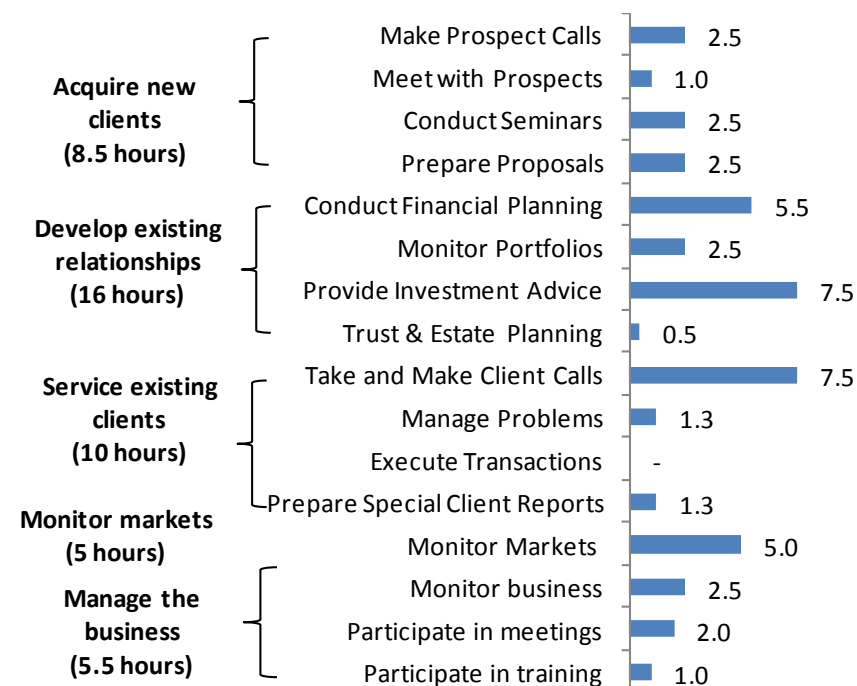 Acquire new
clients
(8.5 hours)
Make Prospect Calls 2.5
Meet with Prospects 1.0
Conduct Seminars 2.5
Prepare Proposals 2.5
Develop existing
relationships
(16 hours)
Conduct Financial Planning 5.5
Monitor Portfolios 2.5
Provide Investment Advice 7.5
Trust & Estate Planning 0.5
Service existing
clients
(10 hours)
Take and Make Client Calls 7.5
Manage Problems 1.3
Execute Transactions -
Prepare Special Client Reports 1.3
Monitor markets
(5 hours)
Monitor Markets 5.0
Manage the
business
(5.5 hours)
Monitor business 2.5
Participate in meetings 2.0
Participate in training 1.0